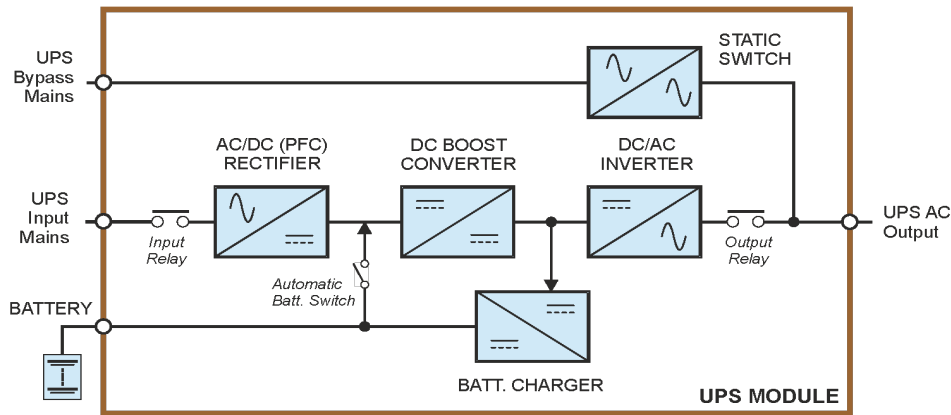 UPS
Bypass
Mains
STATIC
SWITCH
AC/DC (PFC)
RECTIFIER
DC BOOST
CONVERTER
DC/AC
INVERTER
UPS
Input
Mains
Input
Relay
Output
Relay
UPS AC
Output
Automatic
Batt. Switch
BATTERY
BATT. CHARGER
UPS MODULE